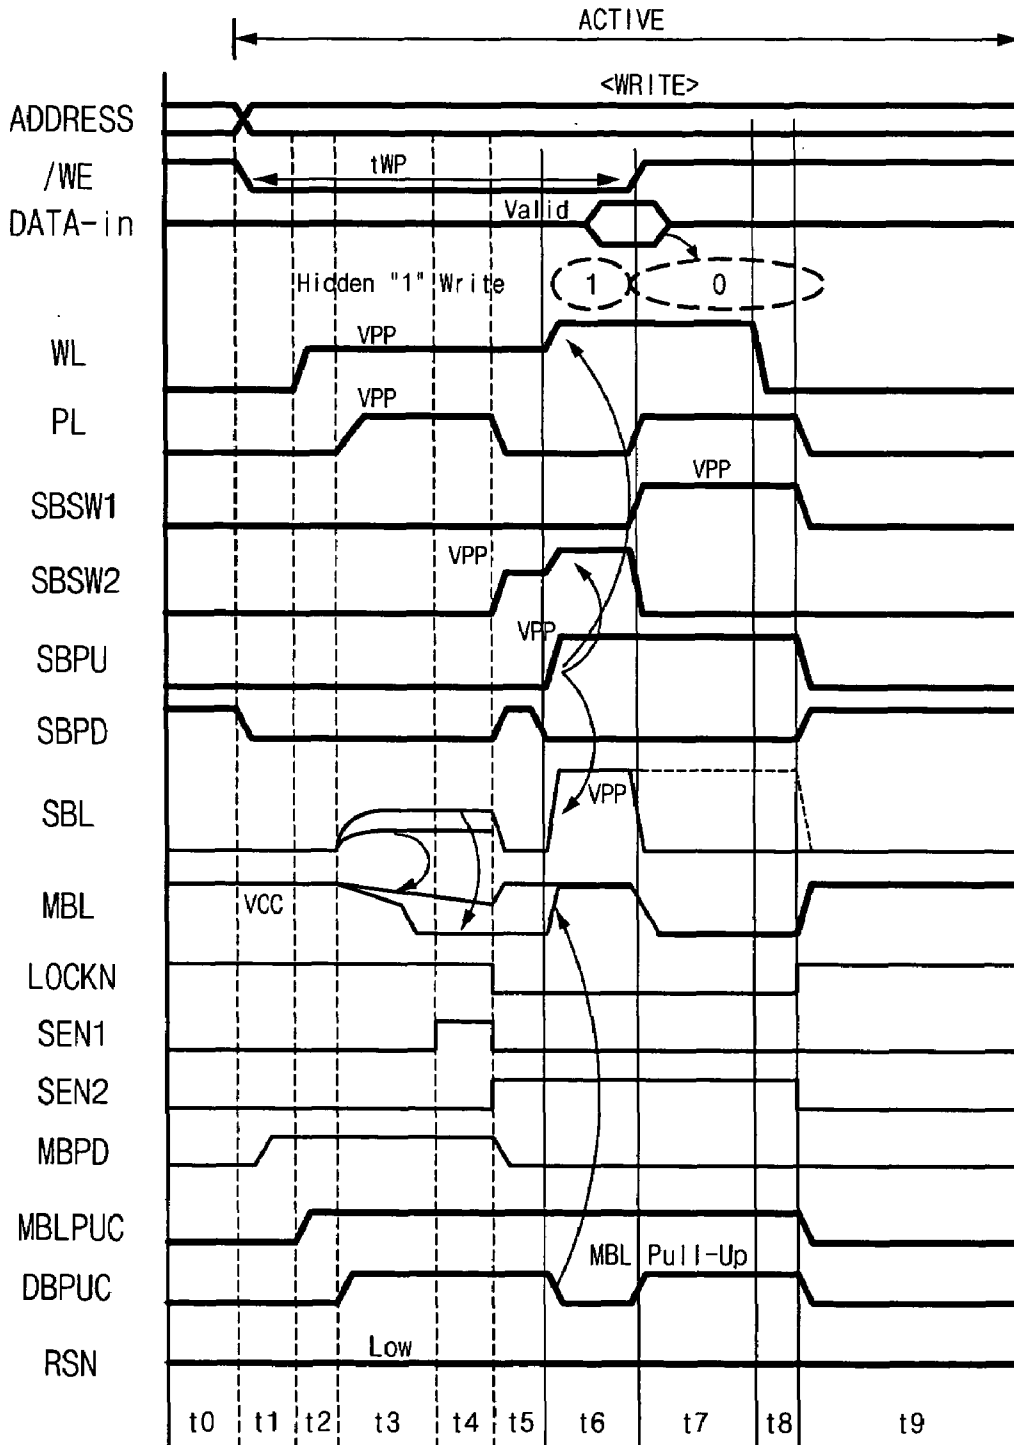 ACTIVE
<WRITE>
ADDRESS
/WE
tWP
DATA-in
Valid
Hidden "1" Write
1
0
WL
VPP
PL
VPP
SBSW1
VPP
SBSW2
VPP
SBPU
VPP
SBPD
SBL
VPP
MBL
VCC
LOCKN
SEN1
SEN2
MBPD
MBLPUC
MBL Pull-Up
DBPUC
RSN
Low
t0 t1 t2 t3 t4 t5 t6 t7 t8 t9